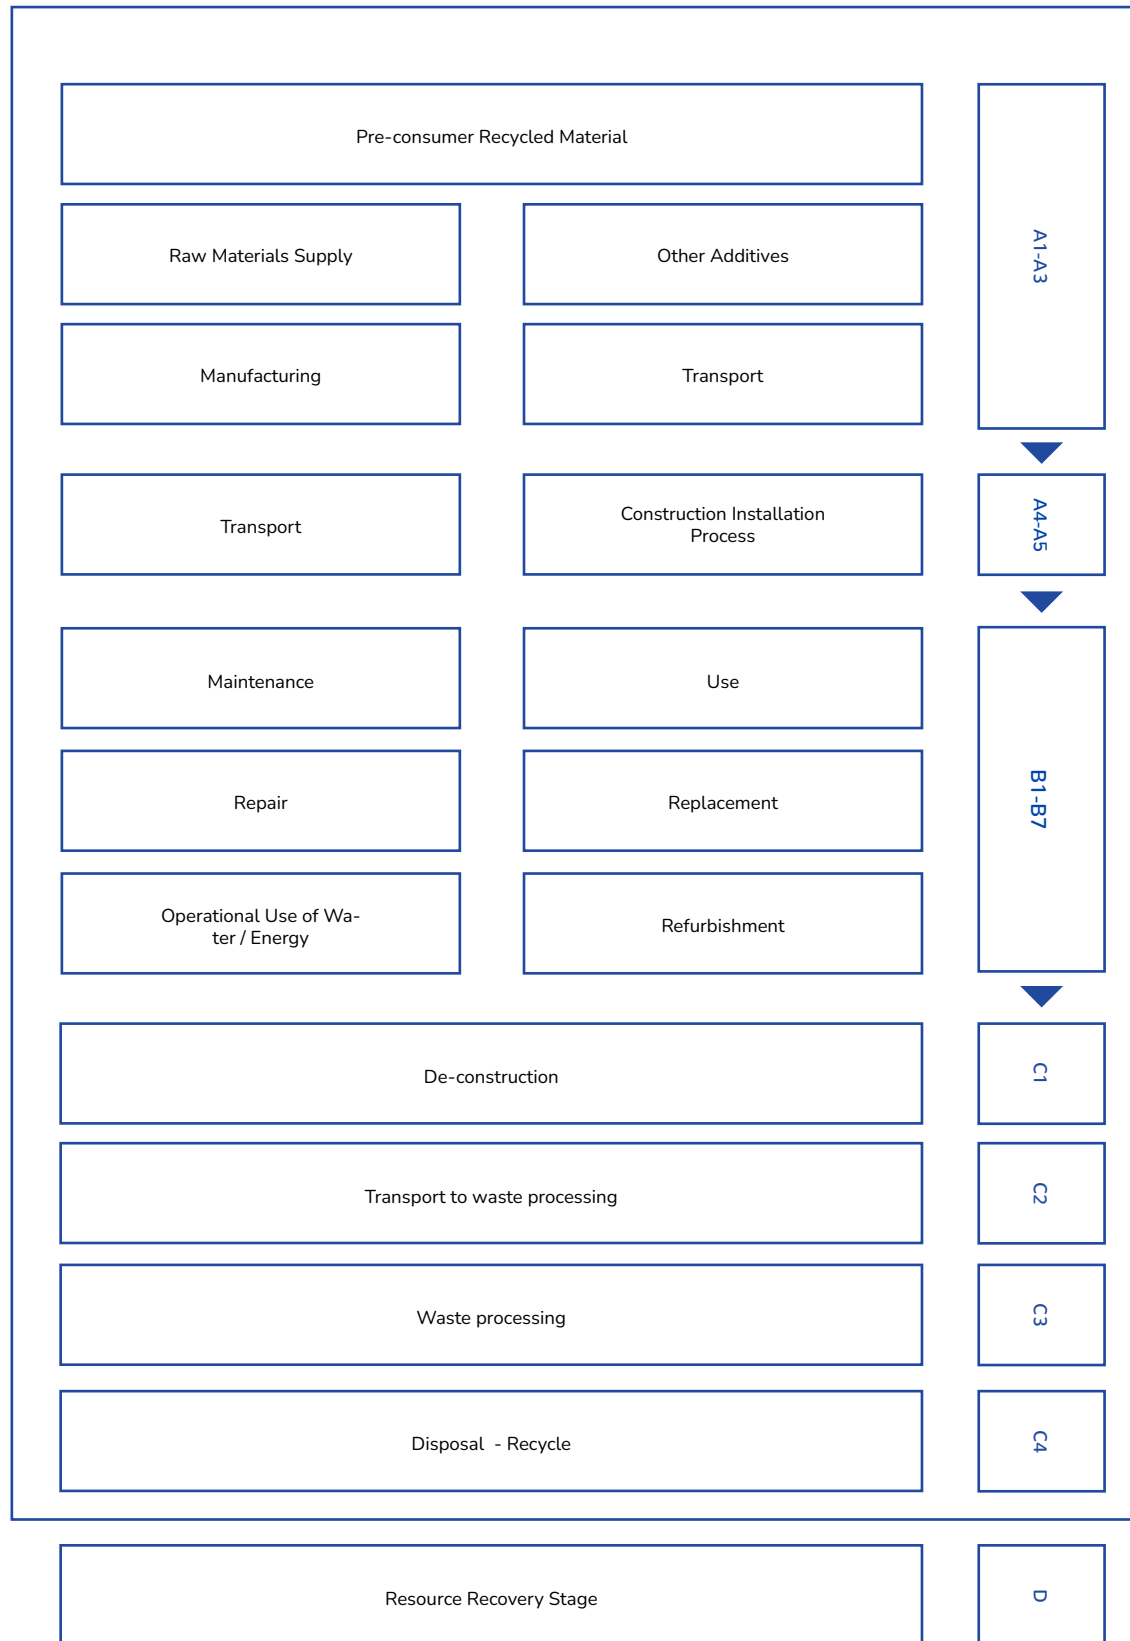 Pre-consumer Recycled Material
Raw Materials Supply
Other Additives
Manufacturing
Transport
A1-A3
Transport
Construction Installation
Process
A4-A5
Maintenance
Use
Repair
Replacement
Operational Use of Wa-
ter / Energy
Refurbishment
B1-B7
De-construction
C1
Transport to waste processing
C2
Waste processing
C3
Disposal  - Recycle
C4
Resource Recovery Stage
D